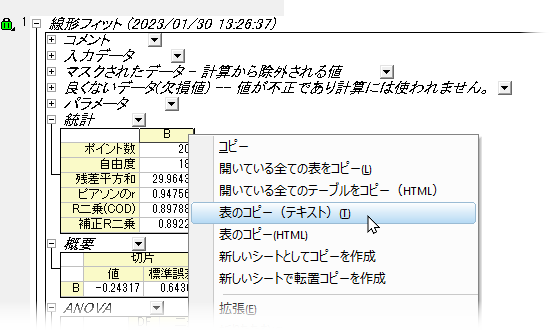 1 線形フィット (2023/01/30 13:26:37)
コメント
入力データ
マスクされたデータ - 計算から除外される値
良くないデータ(欠損値) -- 値が不正であり計算には使われません。
パラメータ
統計
B
ポイント数 20
自由度 18
残差平方和 29.9643
ピアソンのr 0.94756
R二乗(COD) 0.89788
補正R二乗 0.8922
概要
切片
値 標準誤差
B -0.24317 0.6430
ANOVA
コピー
開いている全ての表をコピー(L)
開いている全てのテーブルをコピー（HTML）
表のコピー（テキスト）(T)
表のコピー(HTML)
新しいシートとしてコピーを作成
新しいシートで転置コピーを作成
拡張(E)